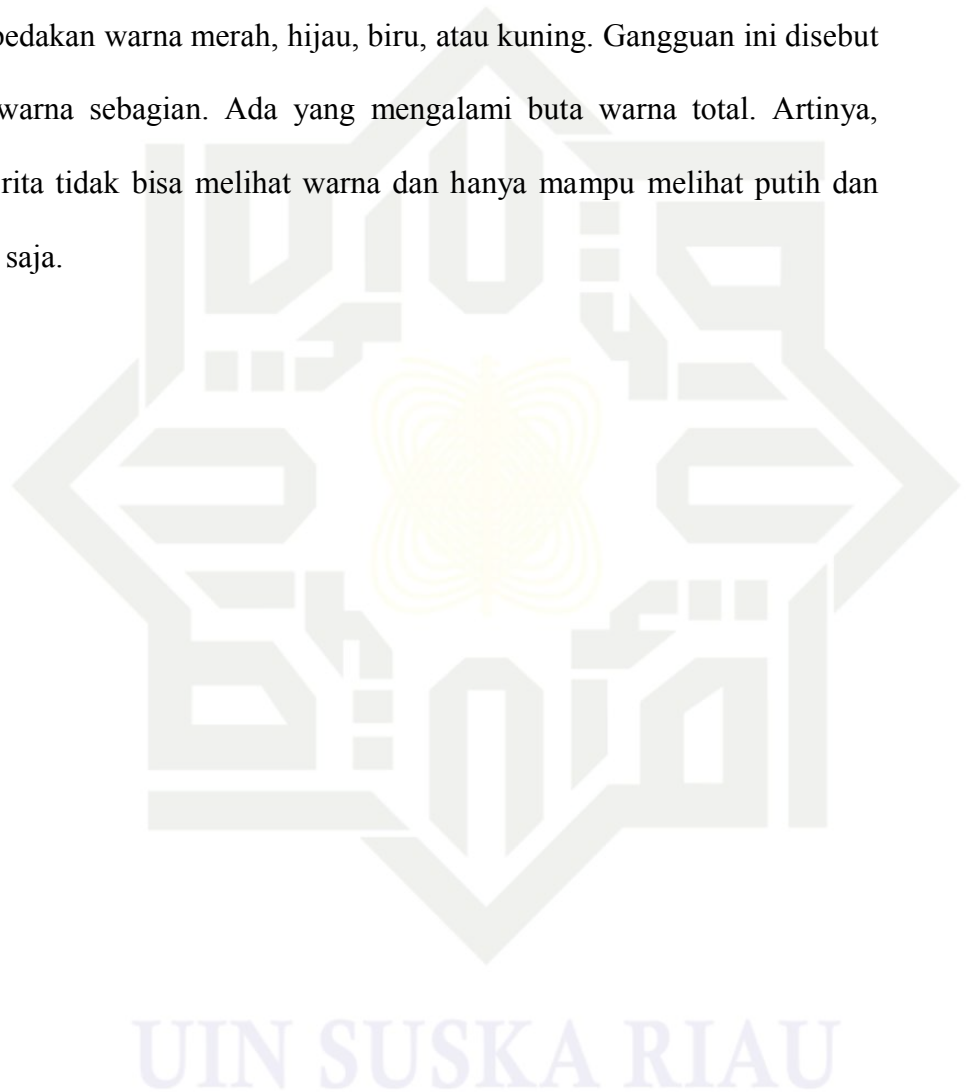 bedakan warna merah, hijau, biru, atau kuning. Gangguan ini disebut
warna sebagian. Ada yang mengalami buta warna total. Artinya,
rita tidak bisa melihat warna dan hanya mampu melihat putih dan
saja.
UIN SUSKA RIAU